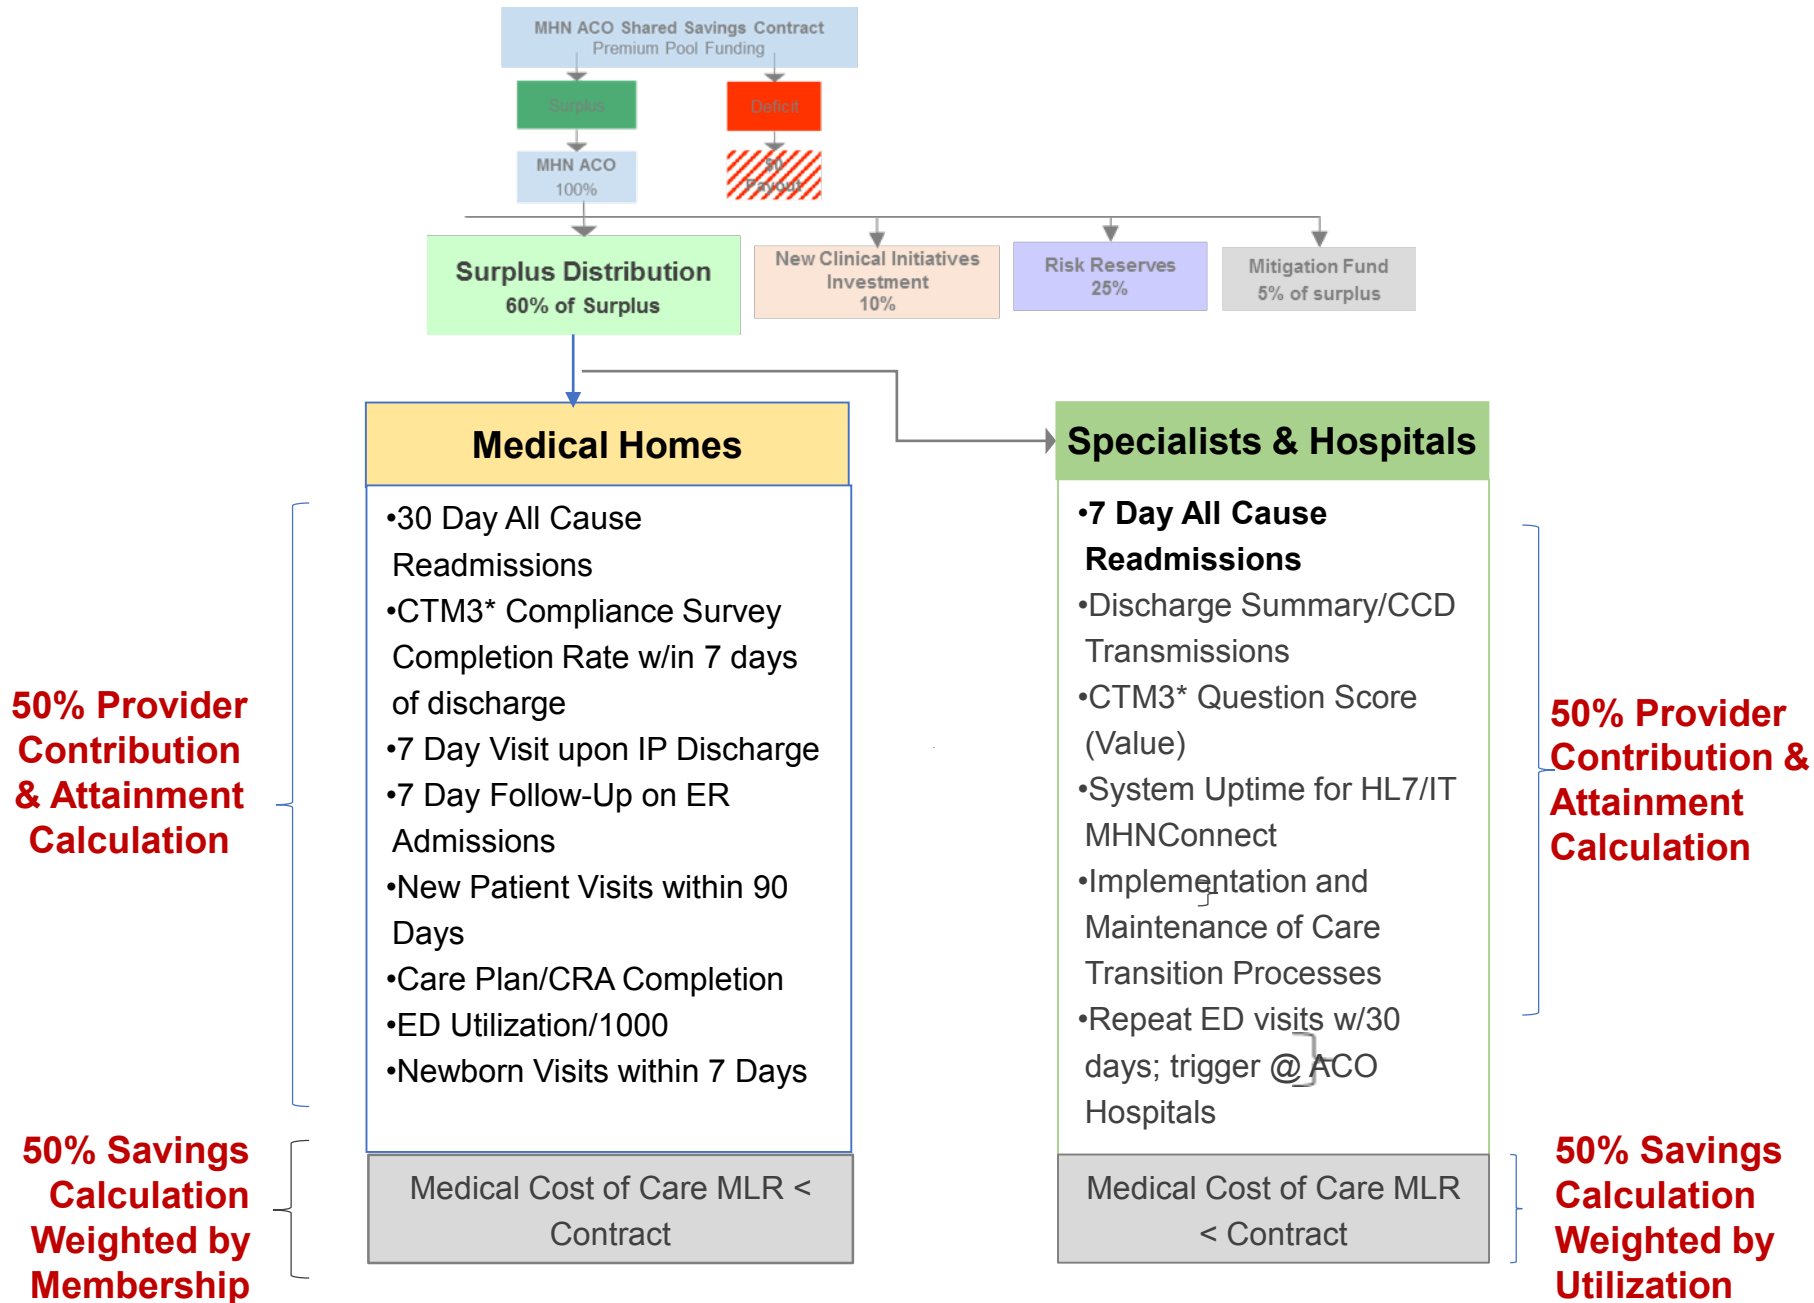 MHN ACO Shared Savings Contract
Premium Pool Funding
Surplus
Deficit
MHN ACO
100%
$0
Payout
Surplus Distribution
60% of Surplus
New Clinical Initiatives
Investment
10%
Risk Reserves
25%
Mitigation Fund
5% of surplus
Medical Homes
•30 Day All Cause
Readmissions
•CTM3* Compliance Survey
Completion Rate w/in 7 days
of discharge
•7 Day Visit upon IP Discharge
•7 Day Follow-Up on ER
Admissions
•New Patient Visits within 90
Days
•Care Plan/CRA Completion
•ED Utilization/1000
•Newborn Visits within 7 Days
Medical Cost of Care MLR <
Contract
Specialists & Hospitals
•7 Day All Cause
Readmissions
•Discharge Summary/CCD
Transmissions
•CTM3* Question Score
(Value)
•System Uptime for HL7/IT
MHNConnect
•Implementation and
Maintenance of Care
Transition Processes
•Repeat ED visits w/30
days; trigger @ ACO
Hospitals
Medical Cost of Care MLR
< Contract
50% Provider
Contribution
& Attainment
Calculation
50% Savings
Calculation
Weighted by
Membership
50% Provider
Contribution &
Attainment
Calculation
50% Savings
Calculation
Weighted by
Utilization